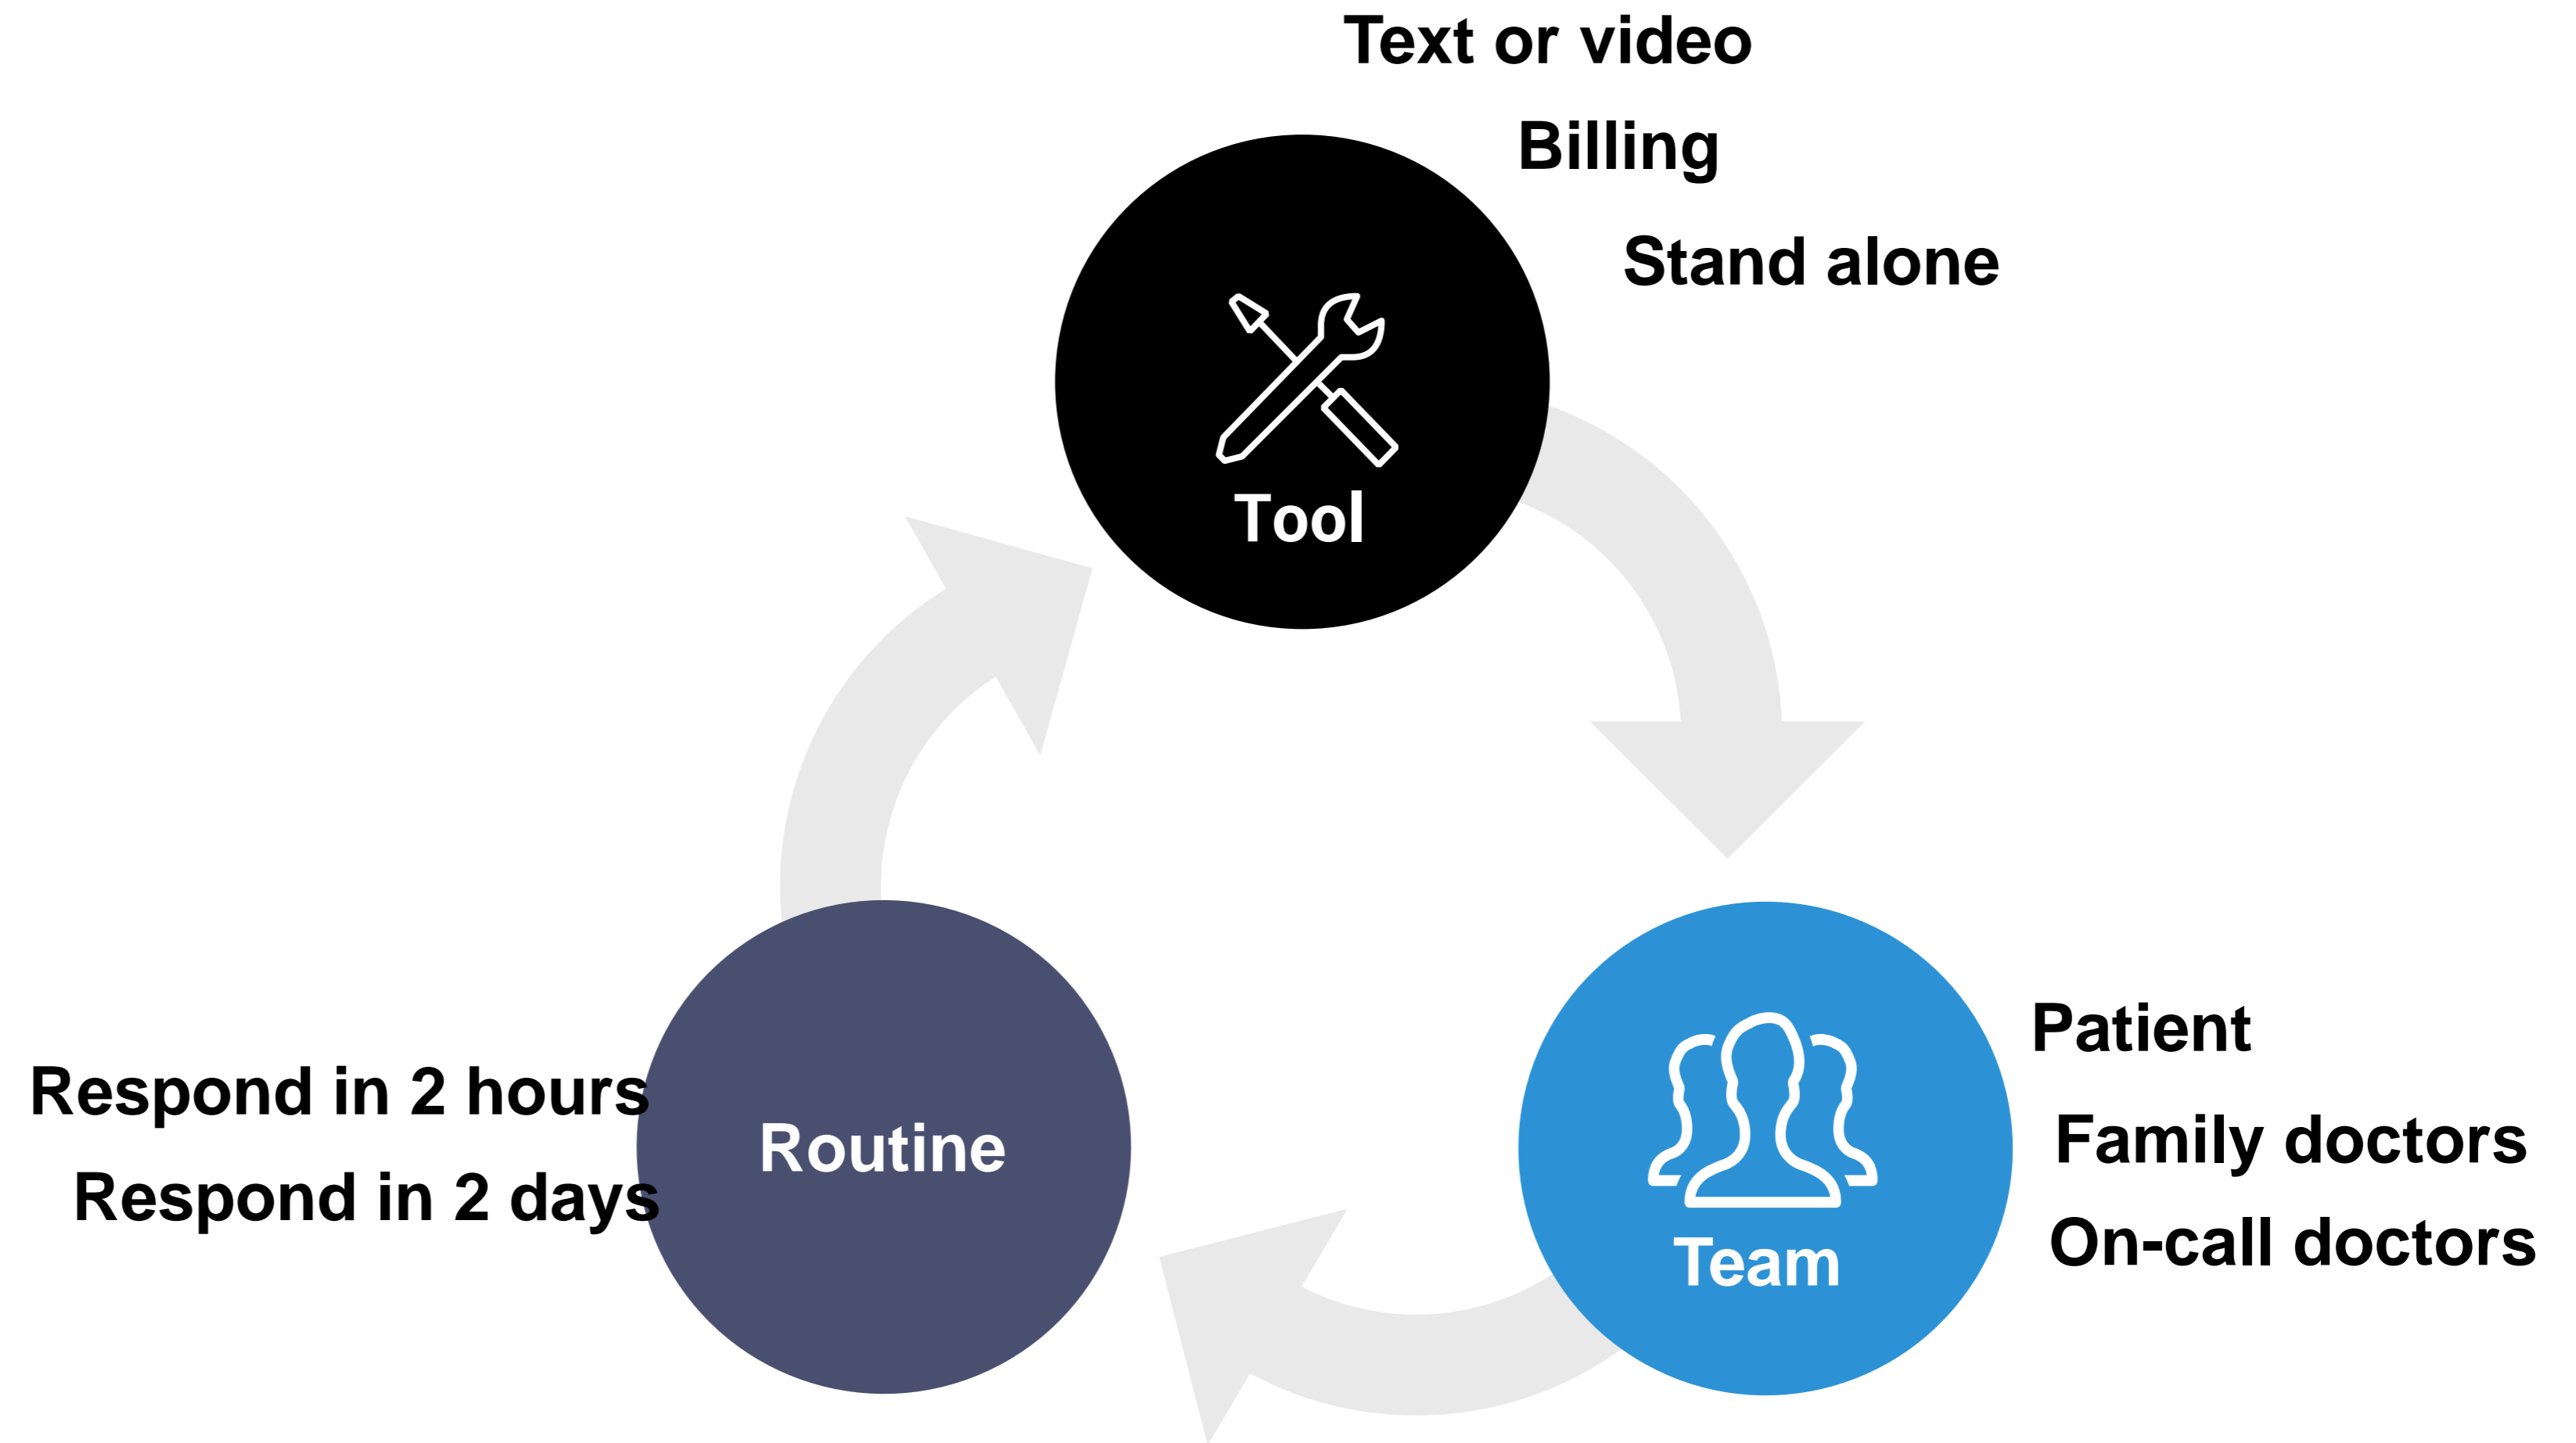 Text or video
Billing
Stand alone
Tool
Patient
Family doctors
On-call doctors
Team
Respond in 2 hours
Respond in 2 days
Routine